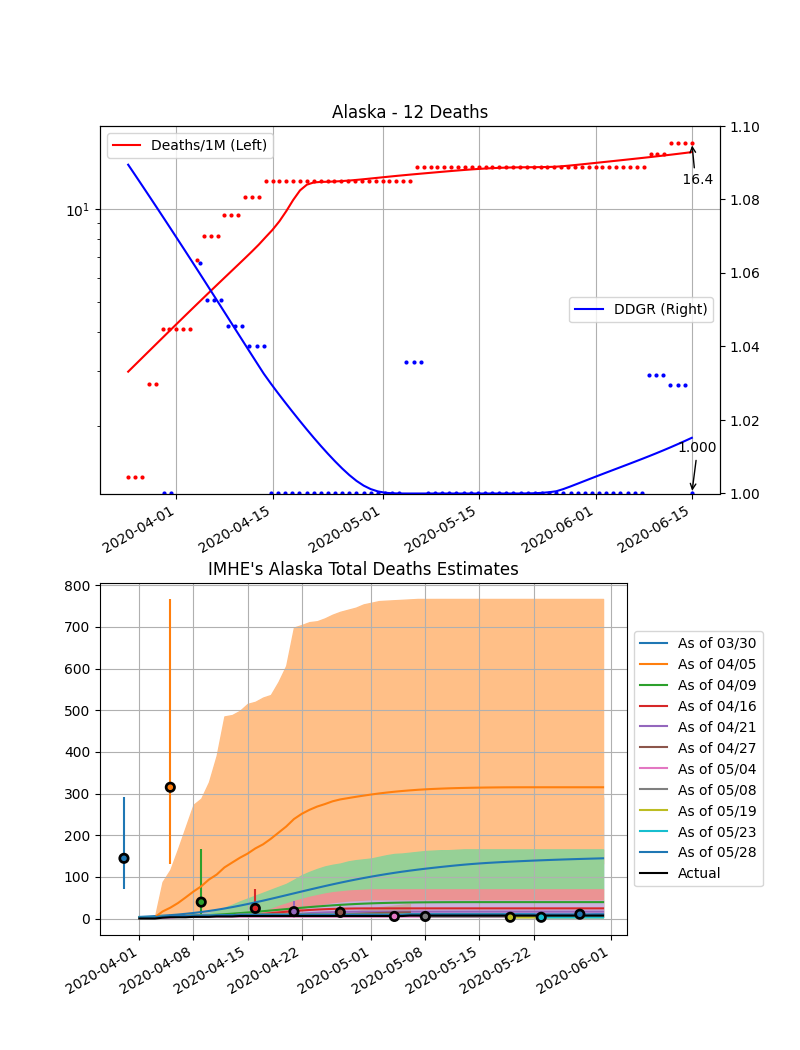 Alaska - 12 Deaths
Deaths/1M (Left)
DDGR (Right)
16.4
1.000
10^1
1.10
1.08
1.06
1.04
1.02
1.00
2020-04-01
2020-04-15
2020-05-01
2020-05-15
2020-06-01
2020-06-15
IMHE's Alaska Total Deaths Estimates
800
700
600
500
400
300
200
100
0
2020-04-01
2020-04-08
2020-04-15
2020-04-22
2020-05-01
2020-05-08
2020-05-15
2020-05-22
2020-06-01
As of 03/30
As of 04/05
As of 04/09
As of 04/16
As of 04/21
As of 04/27
As of 05/04
As of 05/08
As of 05/19
As of 05/23
As of 05/28
Actual